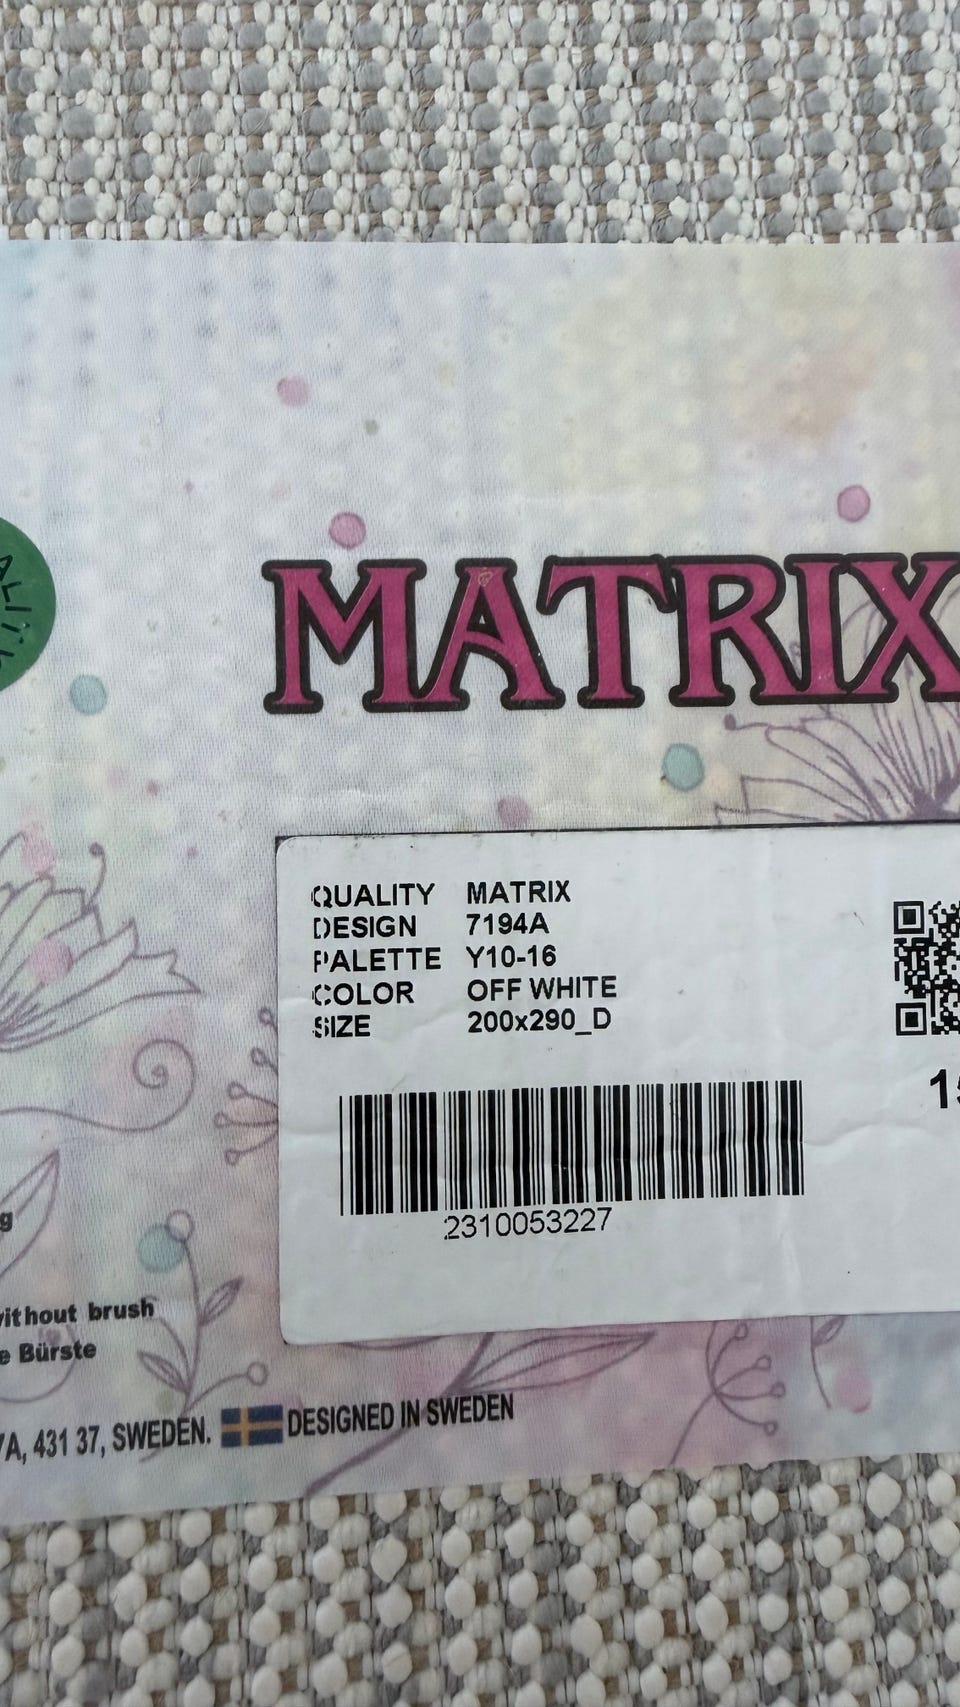 MATRIX
QUALITY MATRIX
DESIGN 7194A
PALETTE Y10-16
COLOR OFF WHITE
SIZE 200x290_D
2310053227
brush
Bürste
431 37, SWEDEN. DESIGNED IN SWEDEN